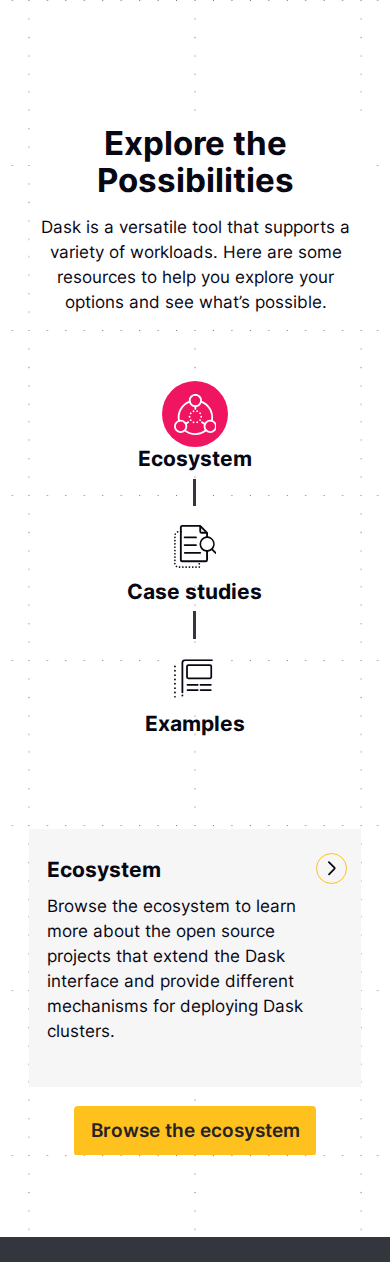 Explore the
Possibilities
Dask is a versatile tool that supports a
variety of workloads. Here are some
resources to help you explore your
options and see what’s possible.
Ecosystem
Case studies
Examples
Ecosystem
Browse the ecosystem to learn
more about the open source
projects that extend the Dask
interface and provide different
mechanisms for deploying Dask
clusters.
Browse the ecosystem